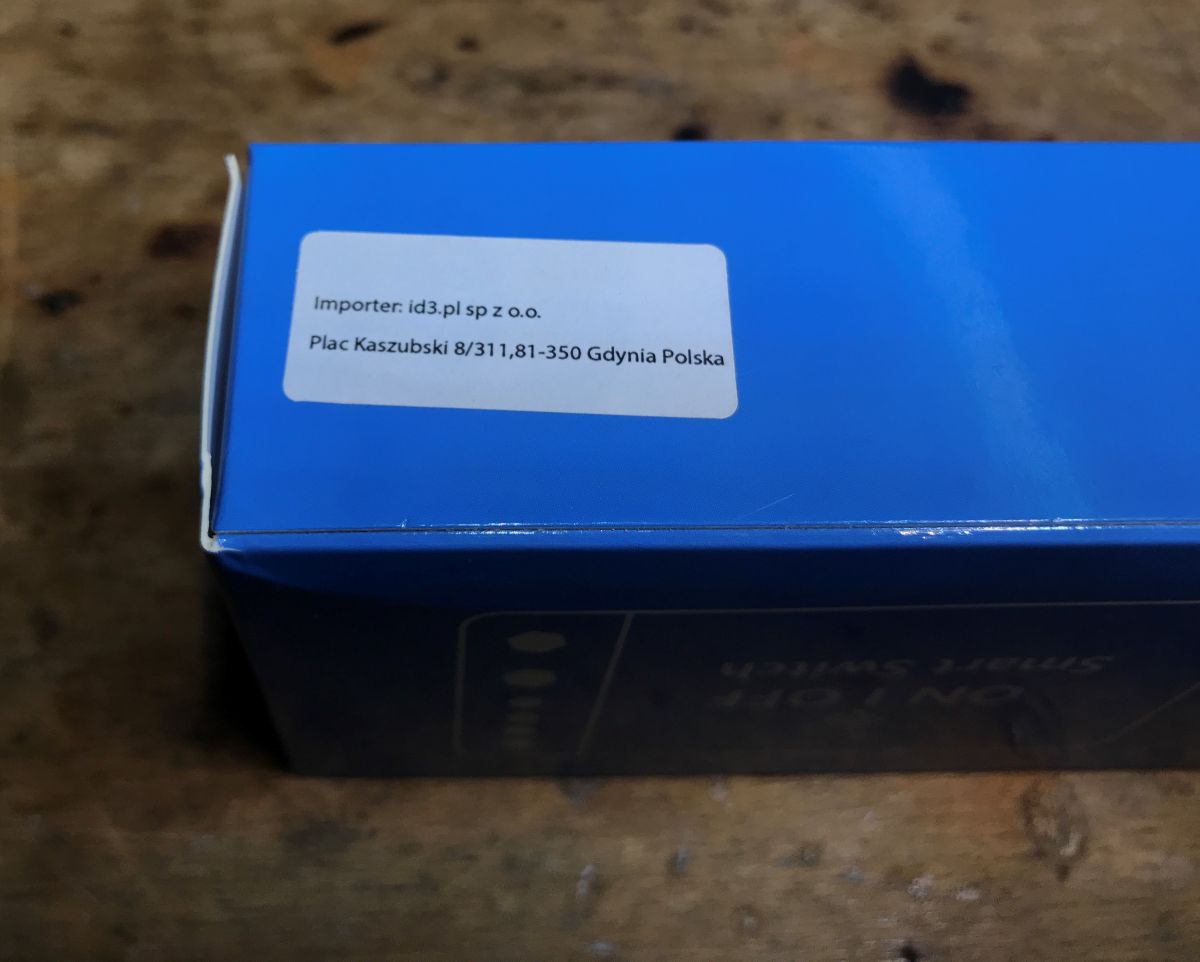 Importer: id3.pl sp z o.o.
Plac Kaszubski 8/311,81-350 Gdynia Polska
ON / OFF
Smart Switch